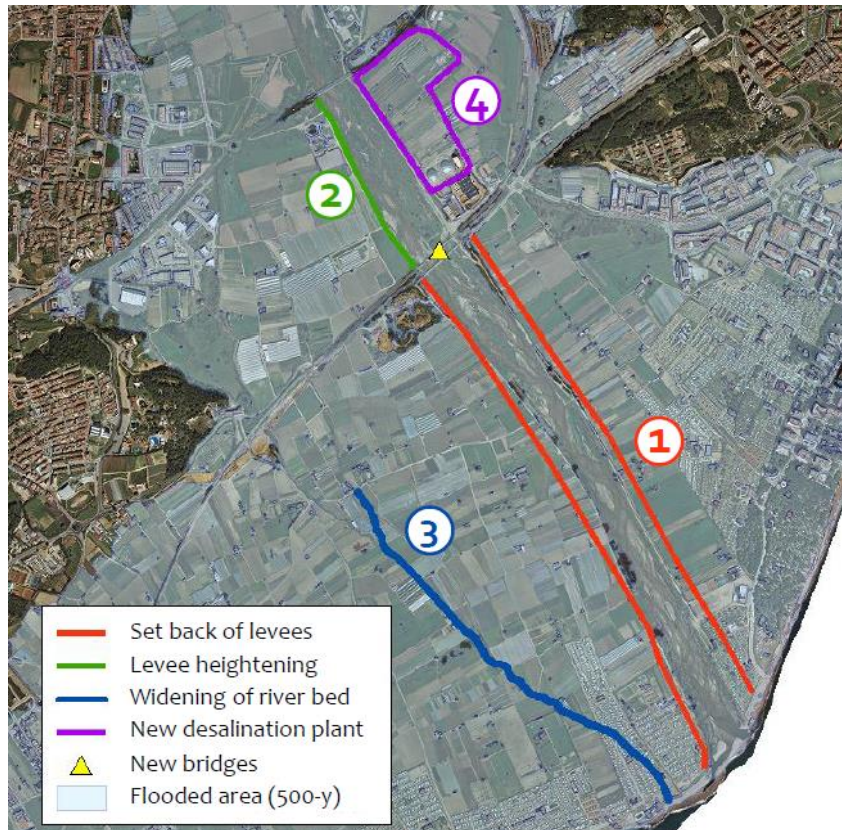 4
2
1
3
Set back of levees
Levee heightening
Widening of river bed
New desalination plant
New bridges
Flooded area (500-y)